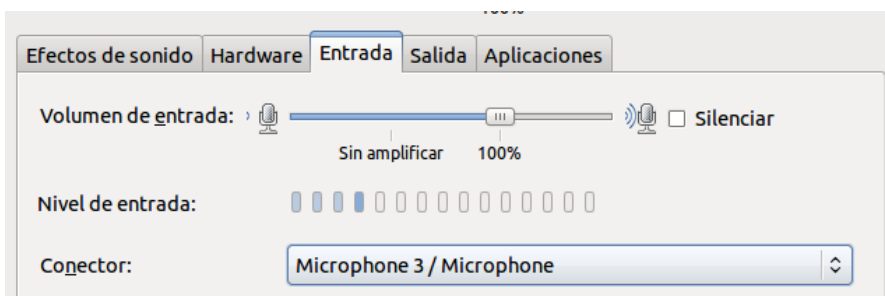 100%
Efectos de sonido Hardware Entrada Salida Aplicaciones
Volumen de entrada: Silenciar
Sin amplificar 100%
Nivel de entrada:
Conector: Microphone 3 / Microphone